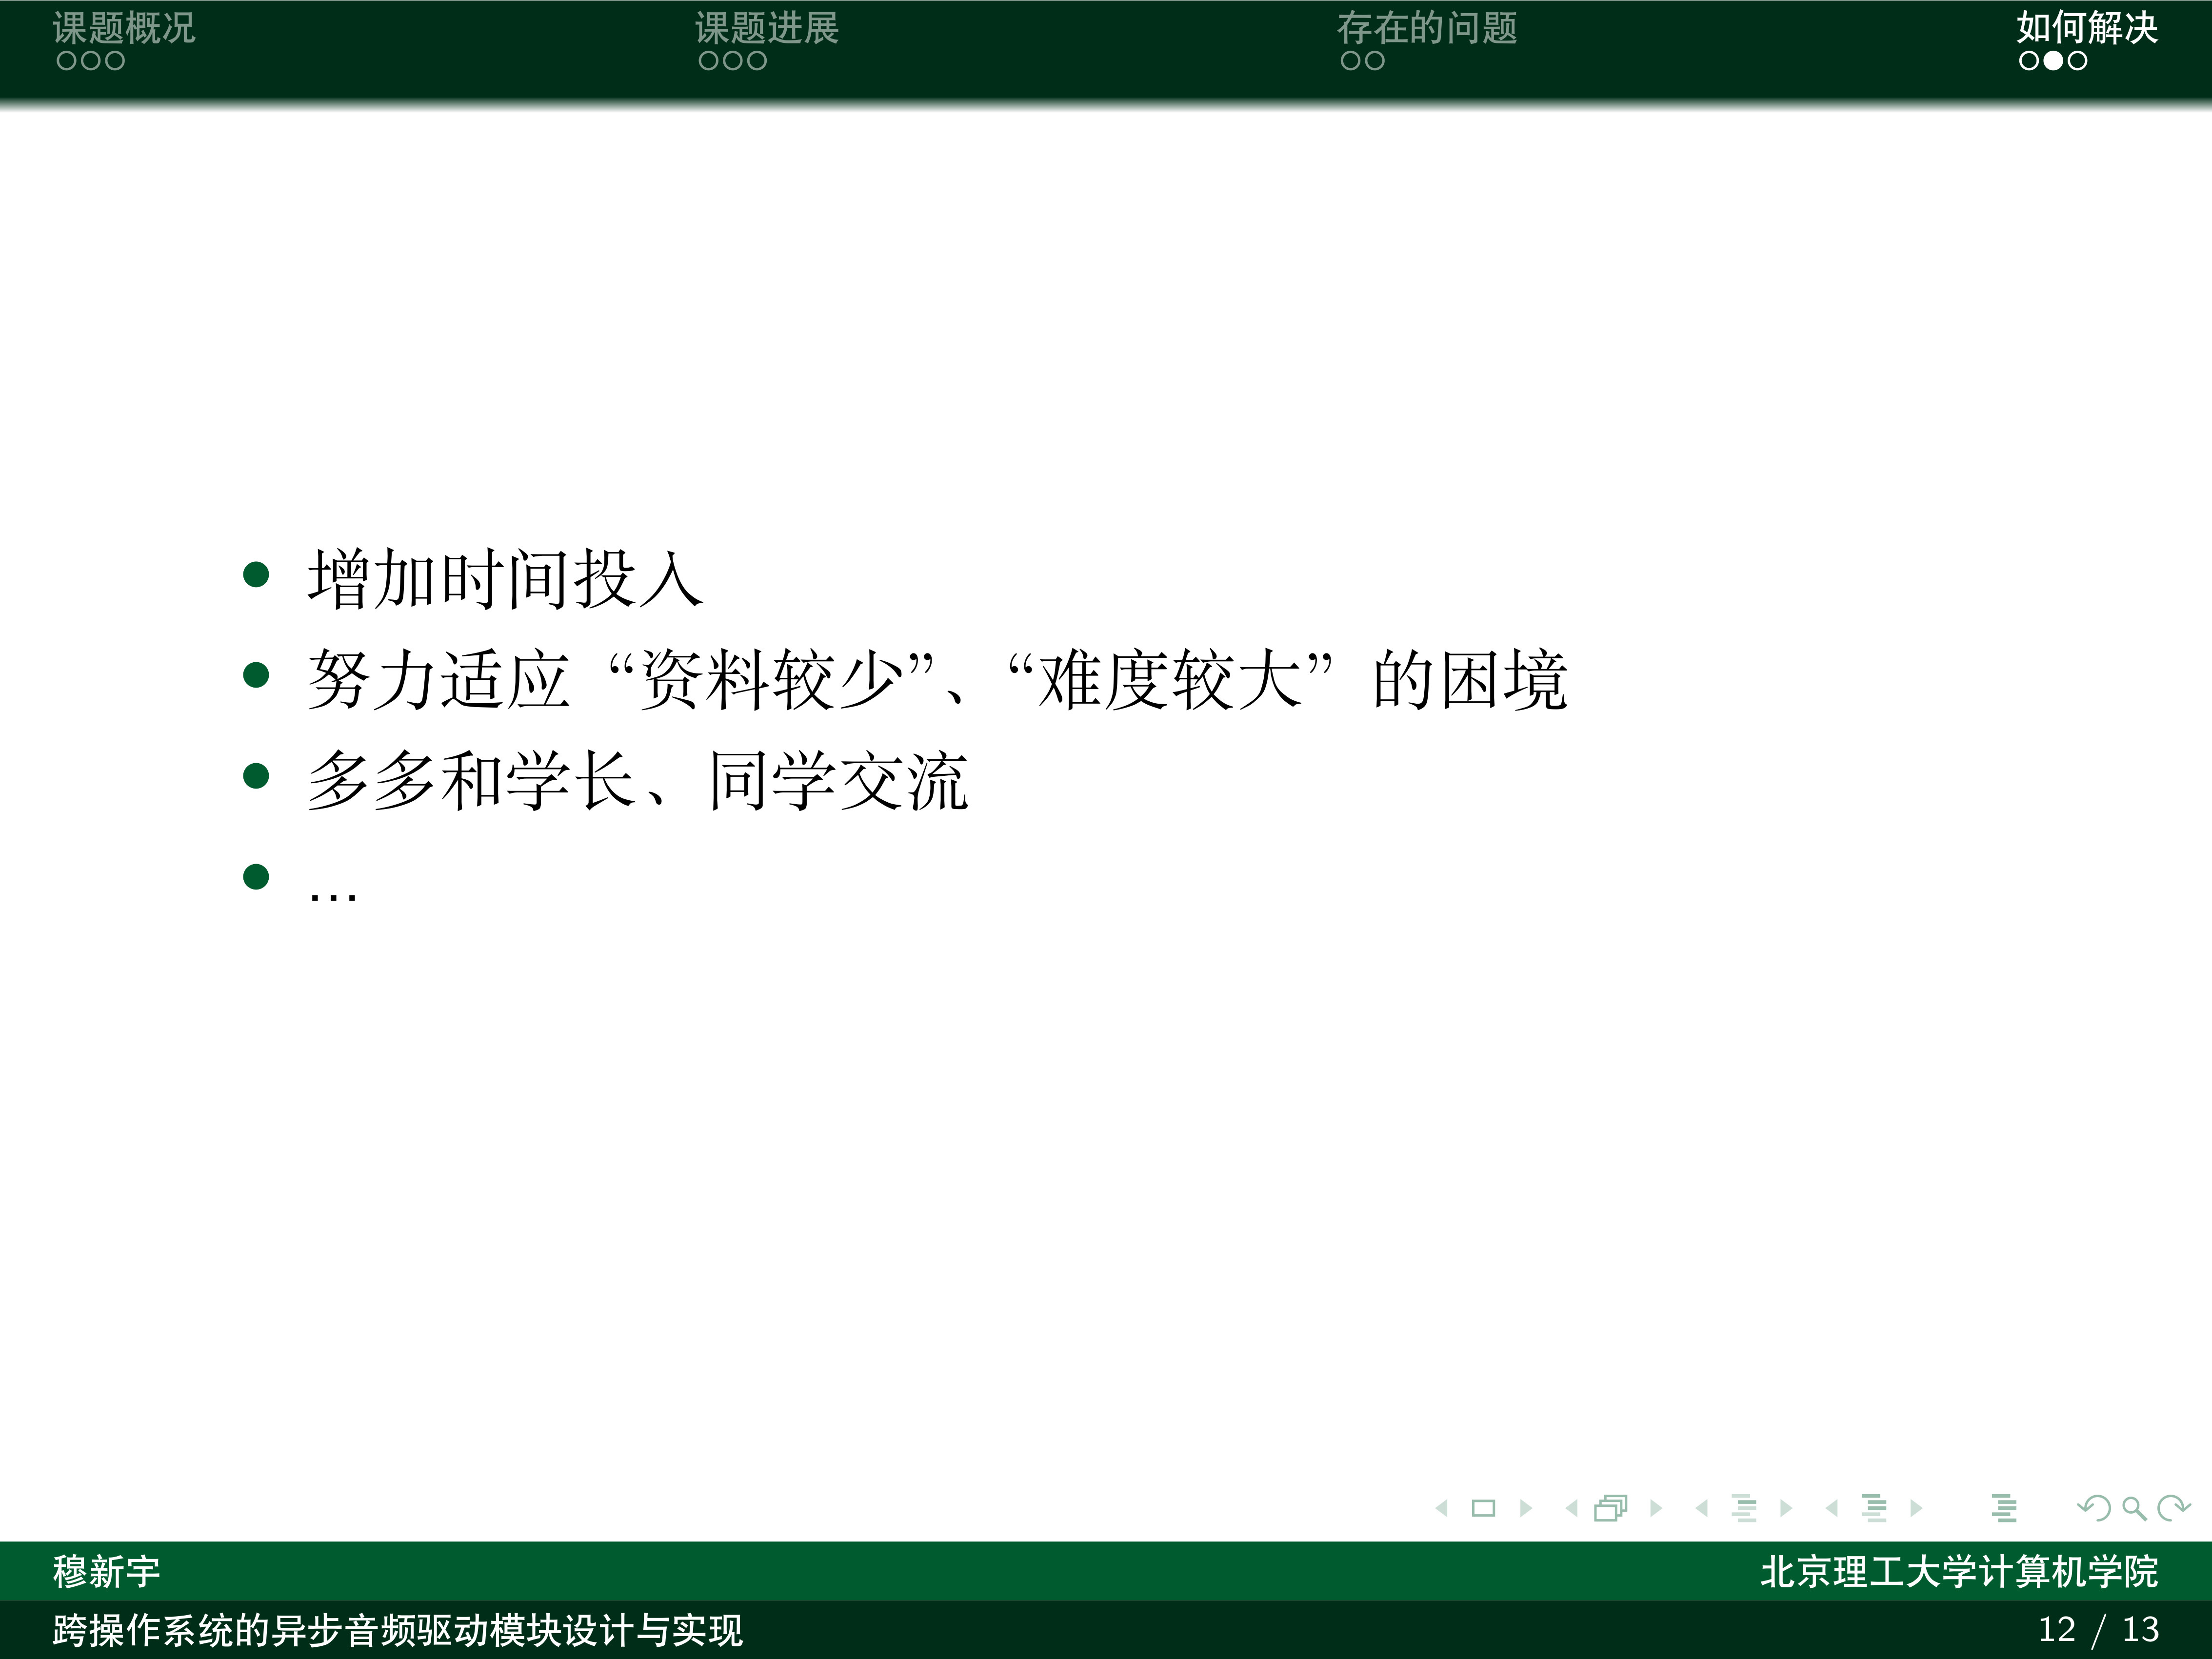 课题概况
课题进展
存在的问题
如何解决
增加时间投入
努力适应“资料较少”、“难度较大”的困境
多多和学长、同学交流
...
穆新宇
北京理工大学计算机学院
跨操作系统的异步音频驱动模块设计与实现
12 / 13